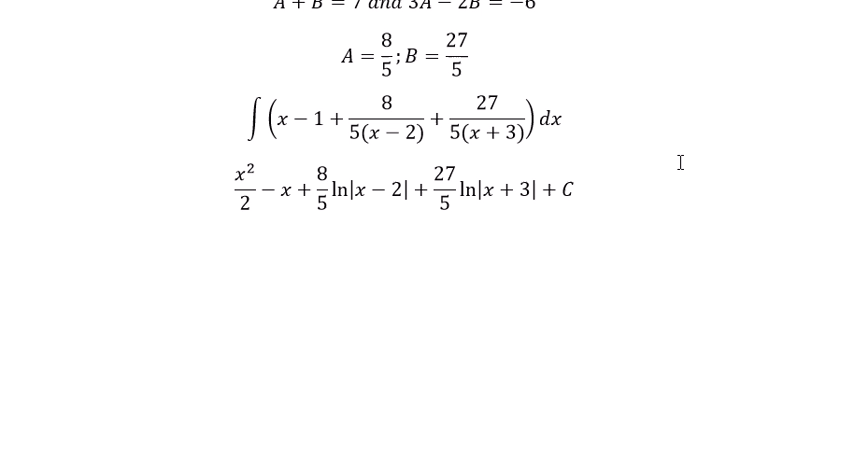 A + B = 7 and 3A − 2B = −6
A = 8/5 ; B = 27/5
∫ (x − 1 + 8/5(x − 2) + 27/5(x + 3)) dx
x²/2 − x + 8/5 ln|x − 2| + 27/5 ln|x + 3| + C